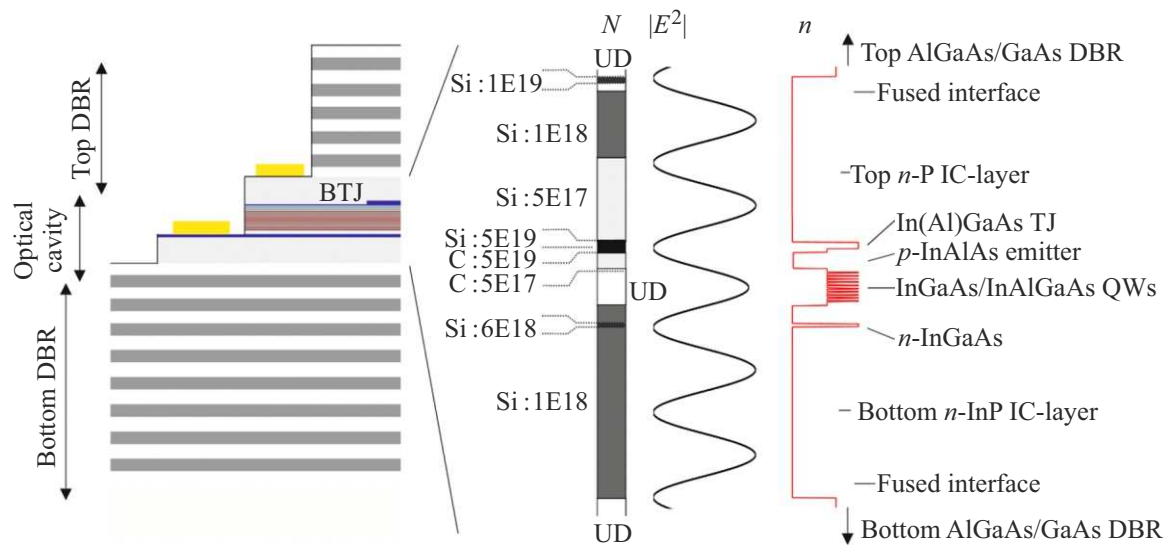 Top DBR
Optical
cavity
Bottom DBR
BTJ
N
|E²|
n
UD
Si:1E19
Si:1E18
Si:5E17
Si:5E19
C:5E19
C:5E17
UD
Si:6E18
Si:1E18
UD
Top AlGaAs/GaAs DBR
Fused interface
Top n-P IC-layer
In(Al)GaAs TJ
p-InAlAs emitter
InGaAs/InAlGaAs QWs
n-InGaAs
Bottom n-InP IC-layer
Fused interface
Bottom AlGaAs/GaAs DBR